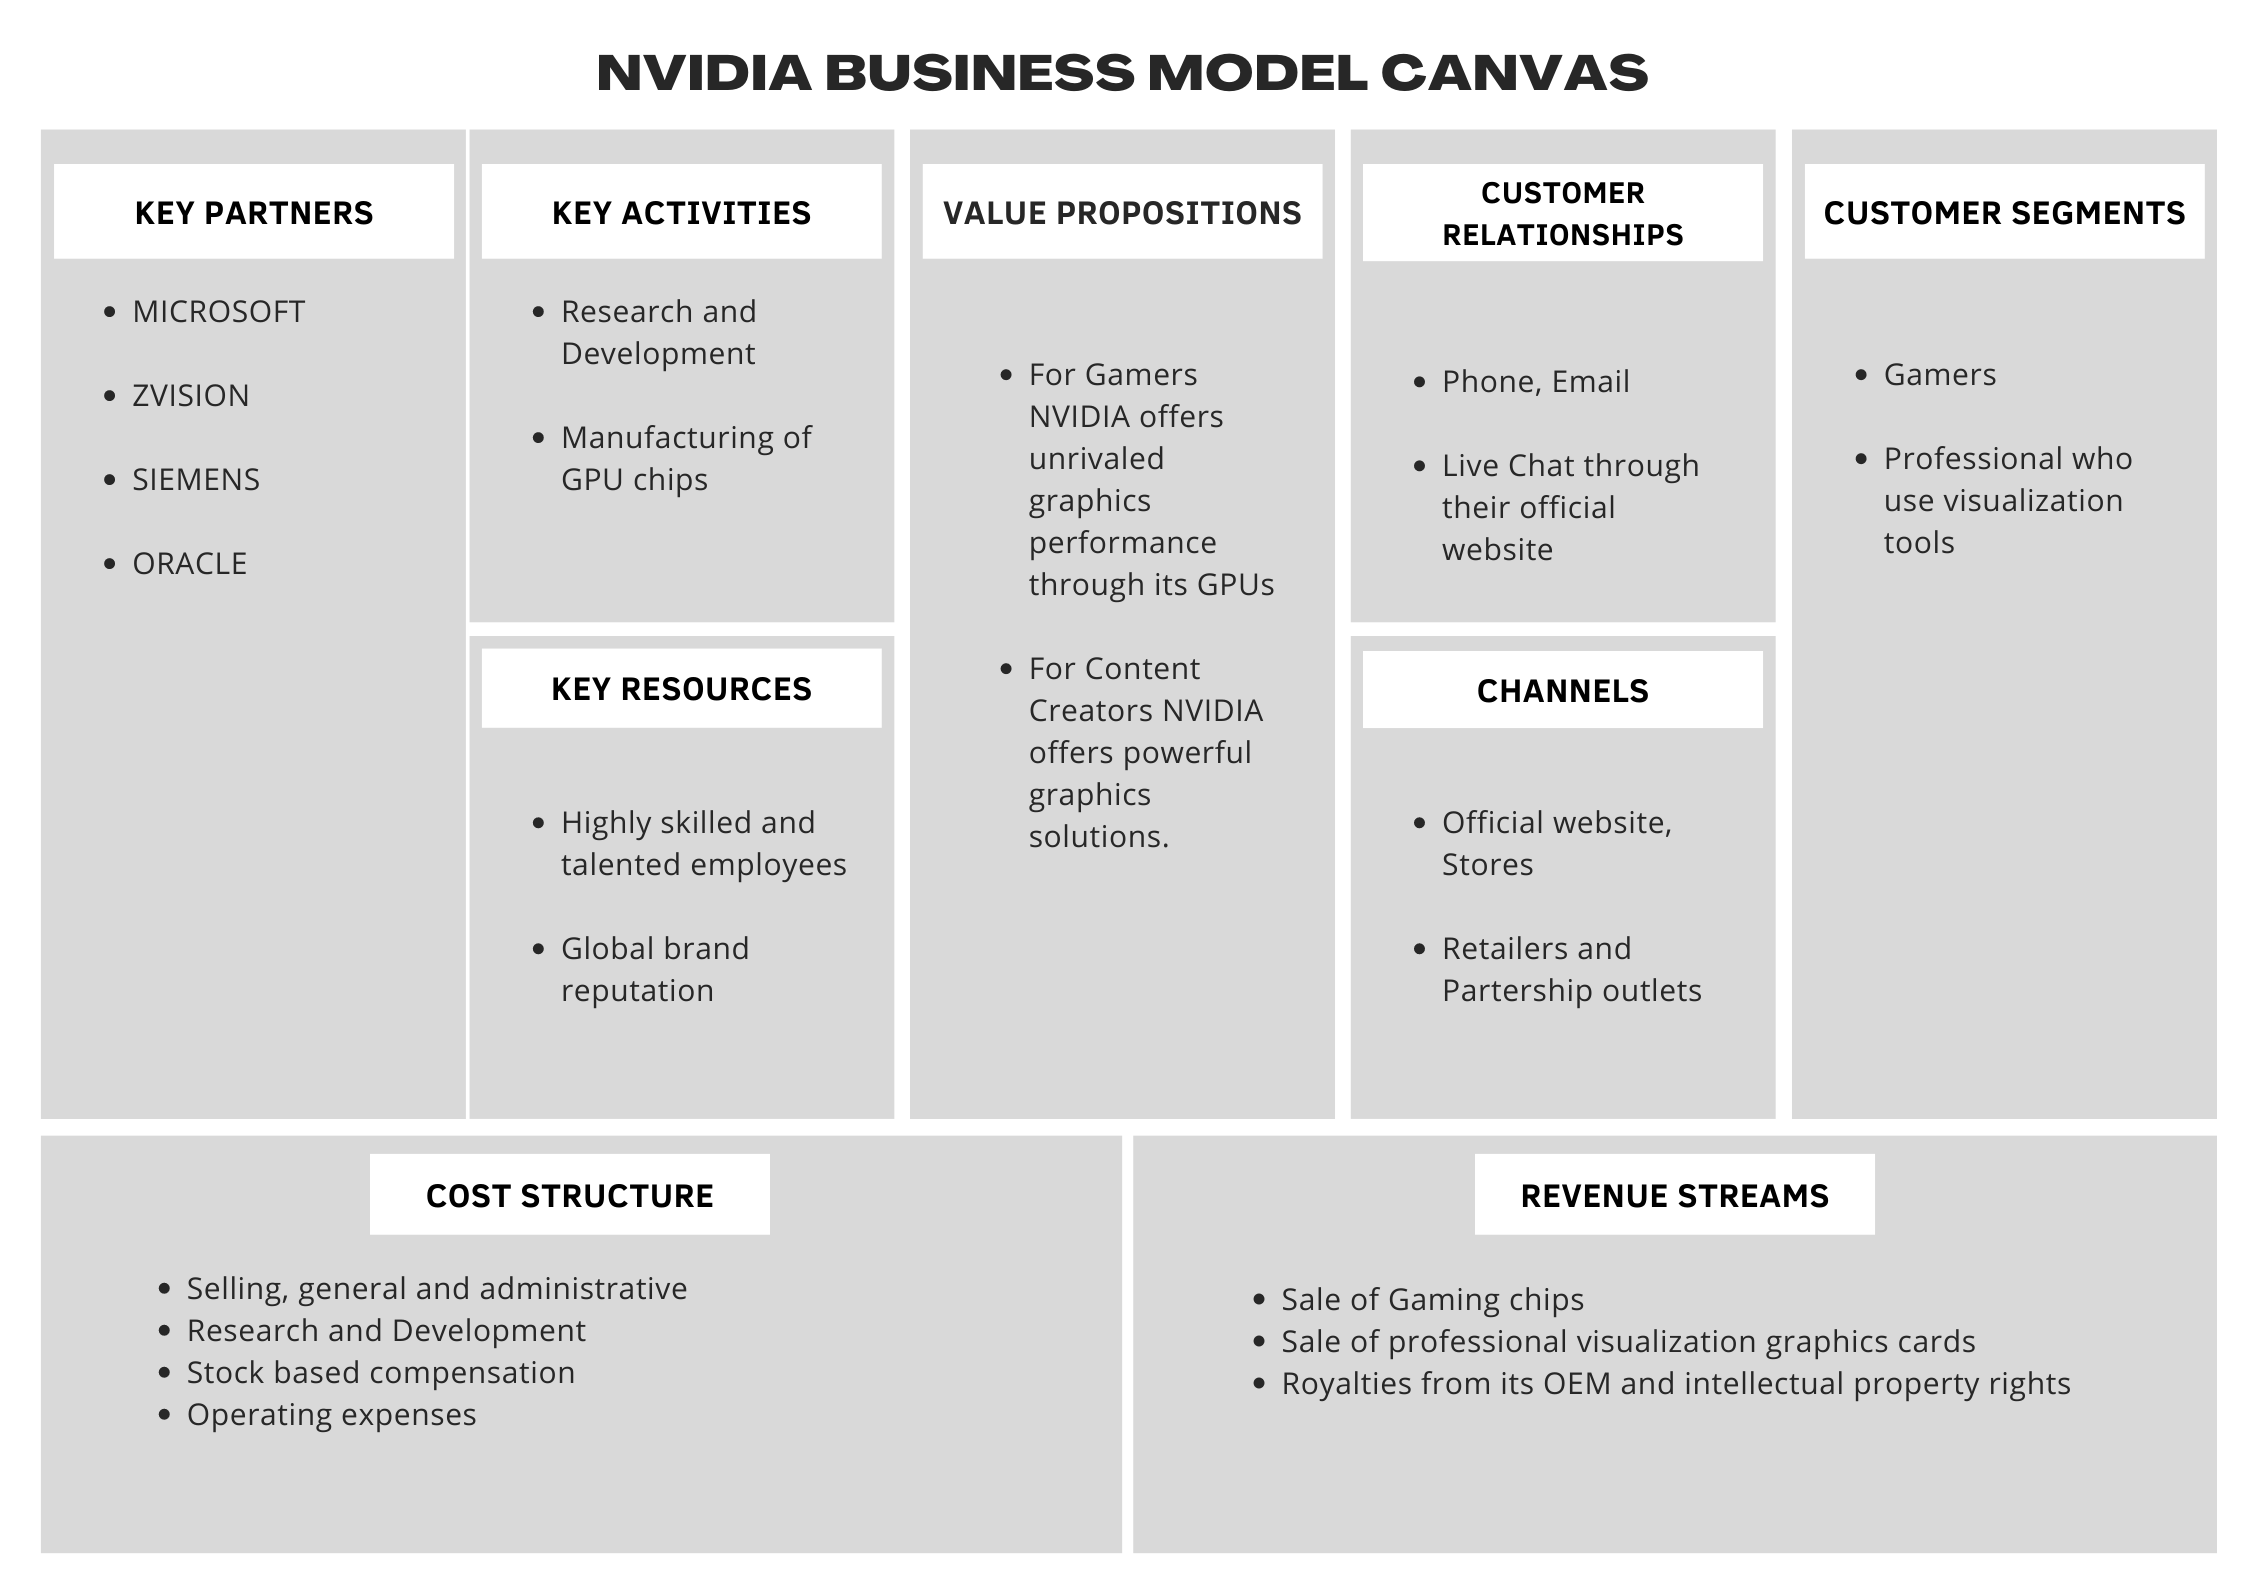 NVIDIA BUSINESS MODEL CANVAS
KEY PARTNERS
• MICROSOFT
• ZVISION
• SIEMENS
• ORACLE
KEY ACTIVITIES
• Research and
Development
• Manufacturing of
GPU chips
KEY RESOURCES
• Highly skilled and
talented employees
• Global brand
reputation
VALUE PROPOSITIONS
• For Gamers
NVIDIA offers
unrivaled
graphics
performance
through its GPUs
• For Content
Creators NVIDIA
offers powerful
graphics
solutions.
CUSTOMER
RELATIONSHIPS
• Phone, Email
• Live Chat through
their official
website
CHANNELS
• Official website,
Stores
• Retailers and
Partership outlets
CUSTOMER SEGMENTS
• Gamers
• Professional who
use visualization
tools
COST STRUCTURE
• Selling, general and administrative
• Research and Development
• Stock based compensation
• Operating expenses
REVENUE STREAMS
• Sale of Gaming chips
• Sale of professional visualization graphics cards
• Royalties from its OEM and intellectual property rights